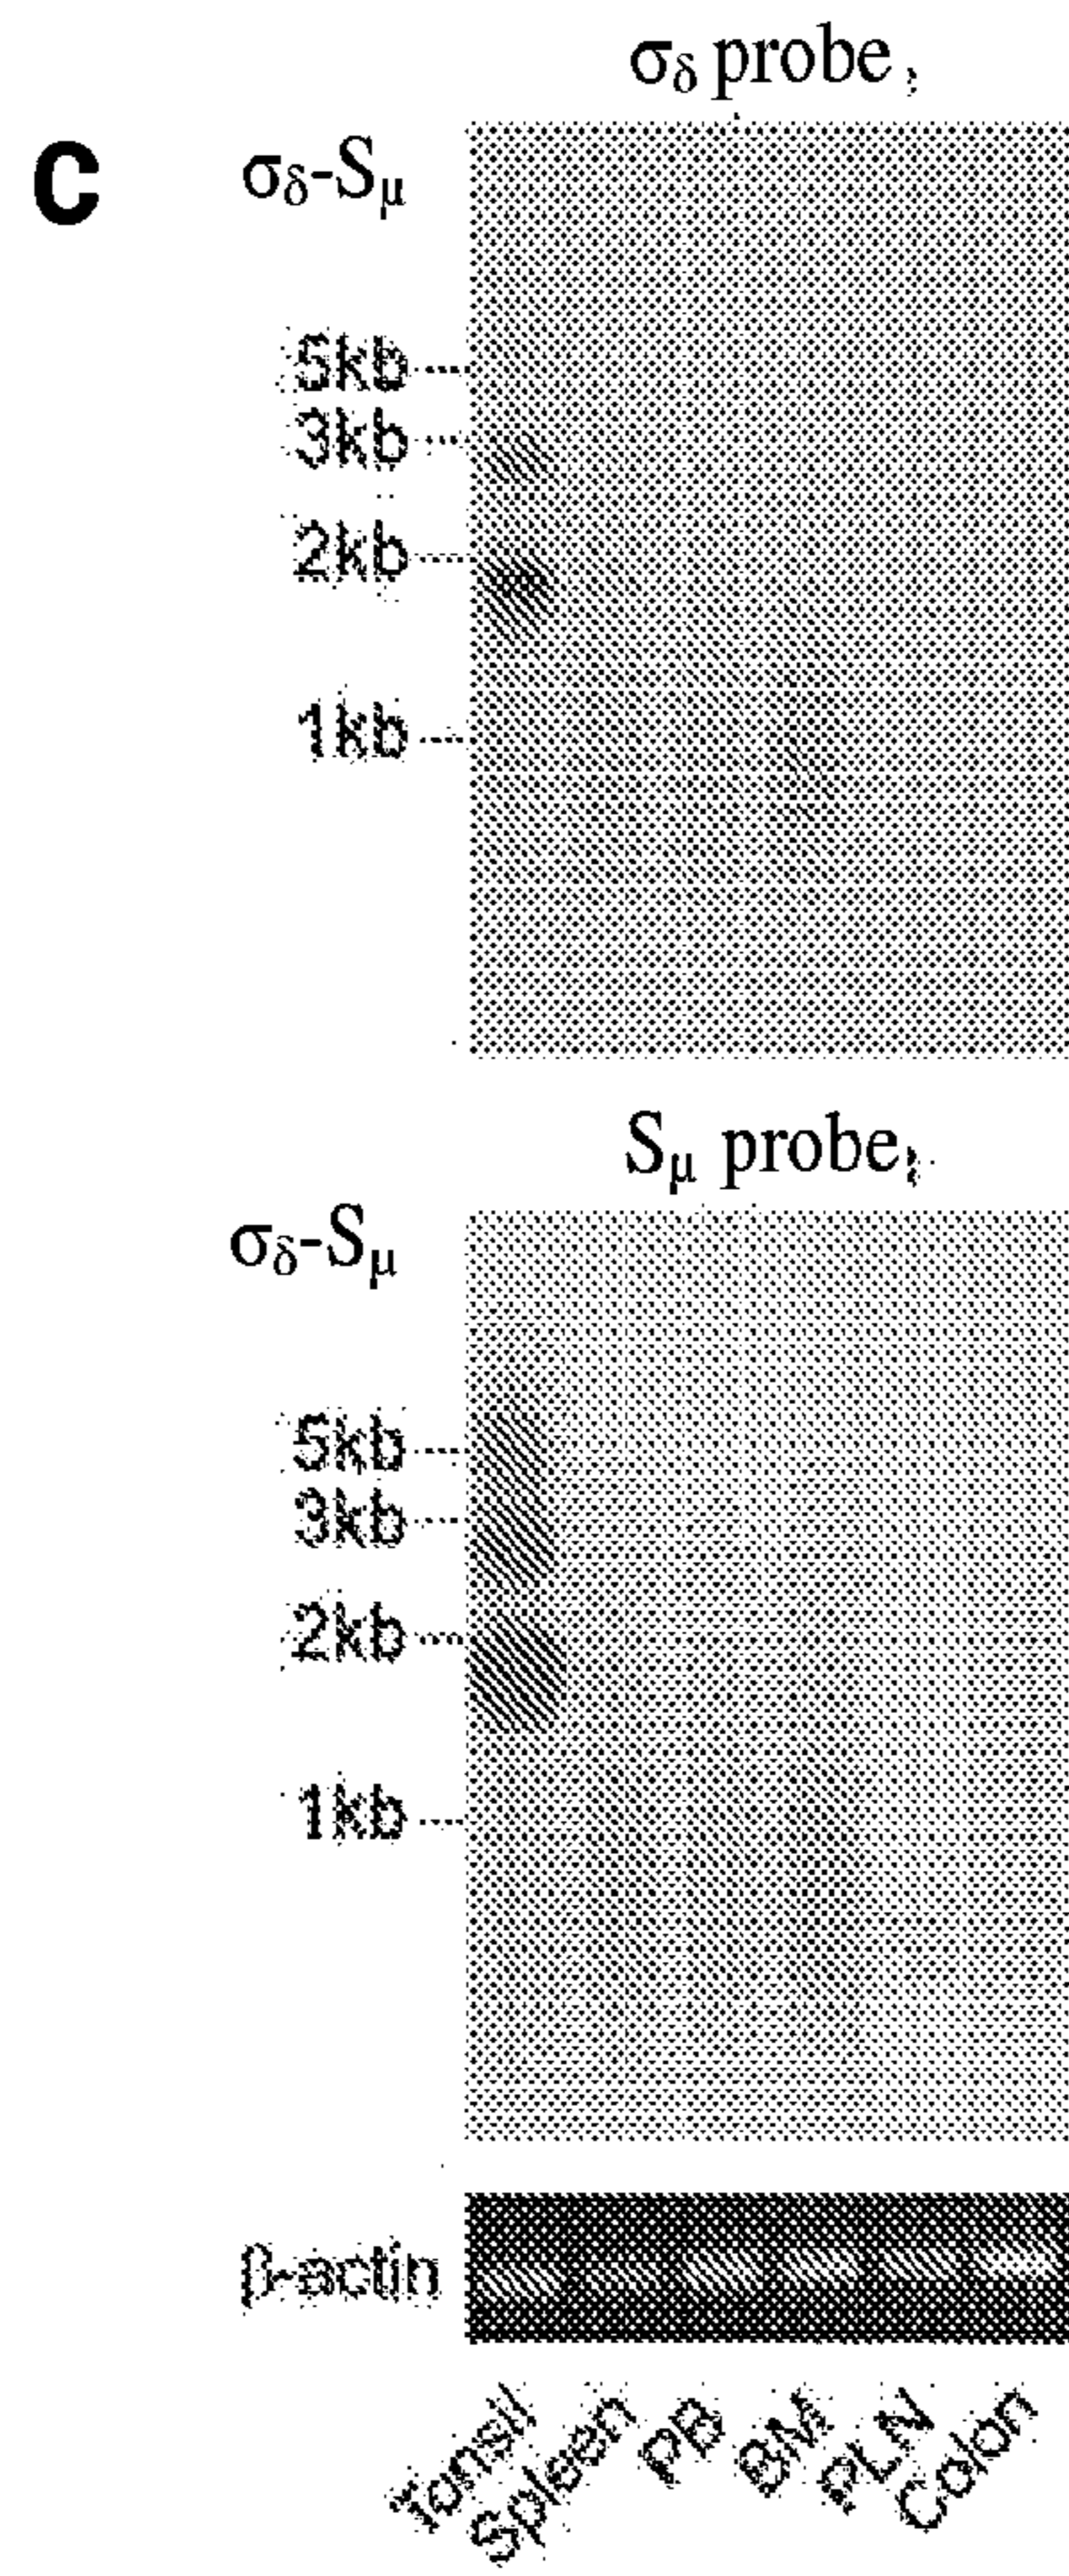 σδ probe
C
σδ-Sμ
5kb
3kb
2kb
1kb
Sμ probe
σδ-Sμ
5kb
3kb
2kb
1kb
β-actin
Tonsil
Spleen
PB
BM
PLN
Colon